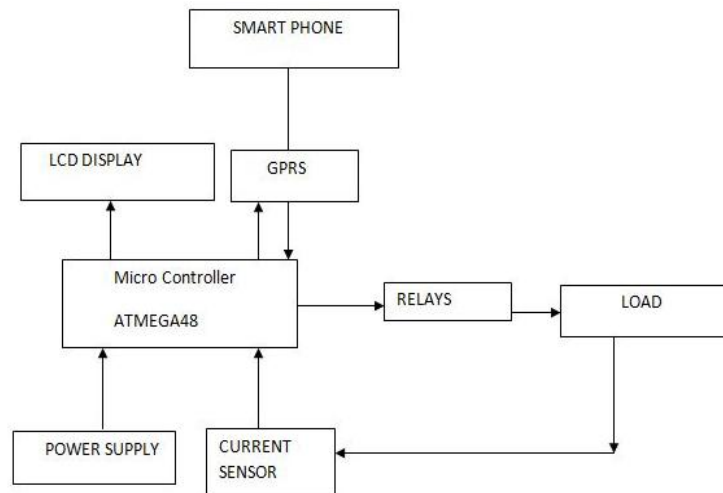 SMART PHONE
LCD DISPLAY
GPRS
Micro Controller
ATMEGA48
RELAYS
LOAD
POWER SUPPLY
CURRENT
SENSOR